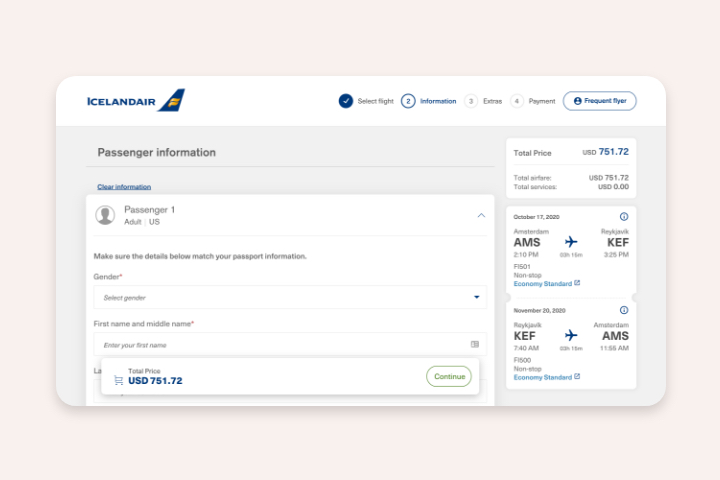 ICELANDAIR
Select flight
2 Information
3 Extras
4 Payment
Frequent flyer
Passenger information
Clear information
Passenger 1
Adult | US
Make sure the details below match your passport information.
Gender*
Select gender
First name and middle name*
Enter your first name
La
Total Price
USD 751.72
Continue
Total Price USD 751.72
Total airfare: USD 751.72
Total services: USD 0.00
October 17, 2020
Amsterdam Reykjavik
AMS KEF
2:10 PM 03h 15m 3:25 PM
FI501
Non-stop
Economy Standard
November 20, 2020
Reykjavik Amsterdam
KEF AMS
7:40 AM 03h 15m 11:55 AM
FI500
Non-stop
Economy Standard